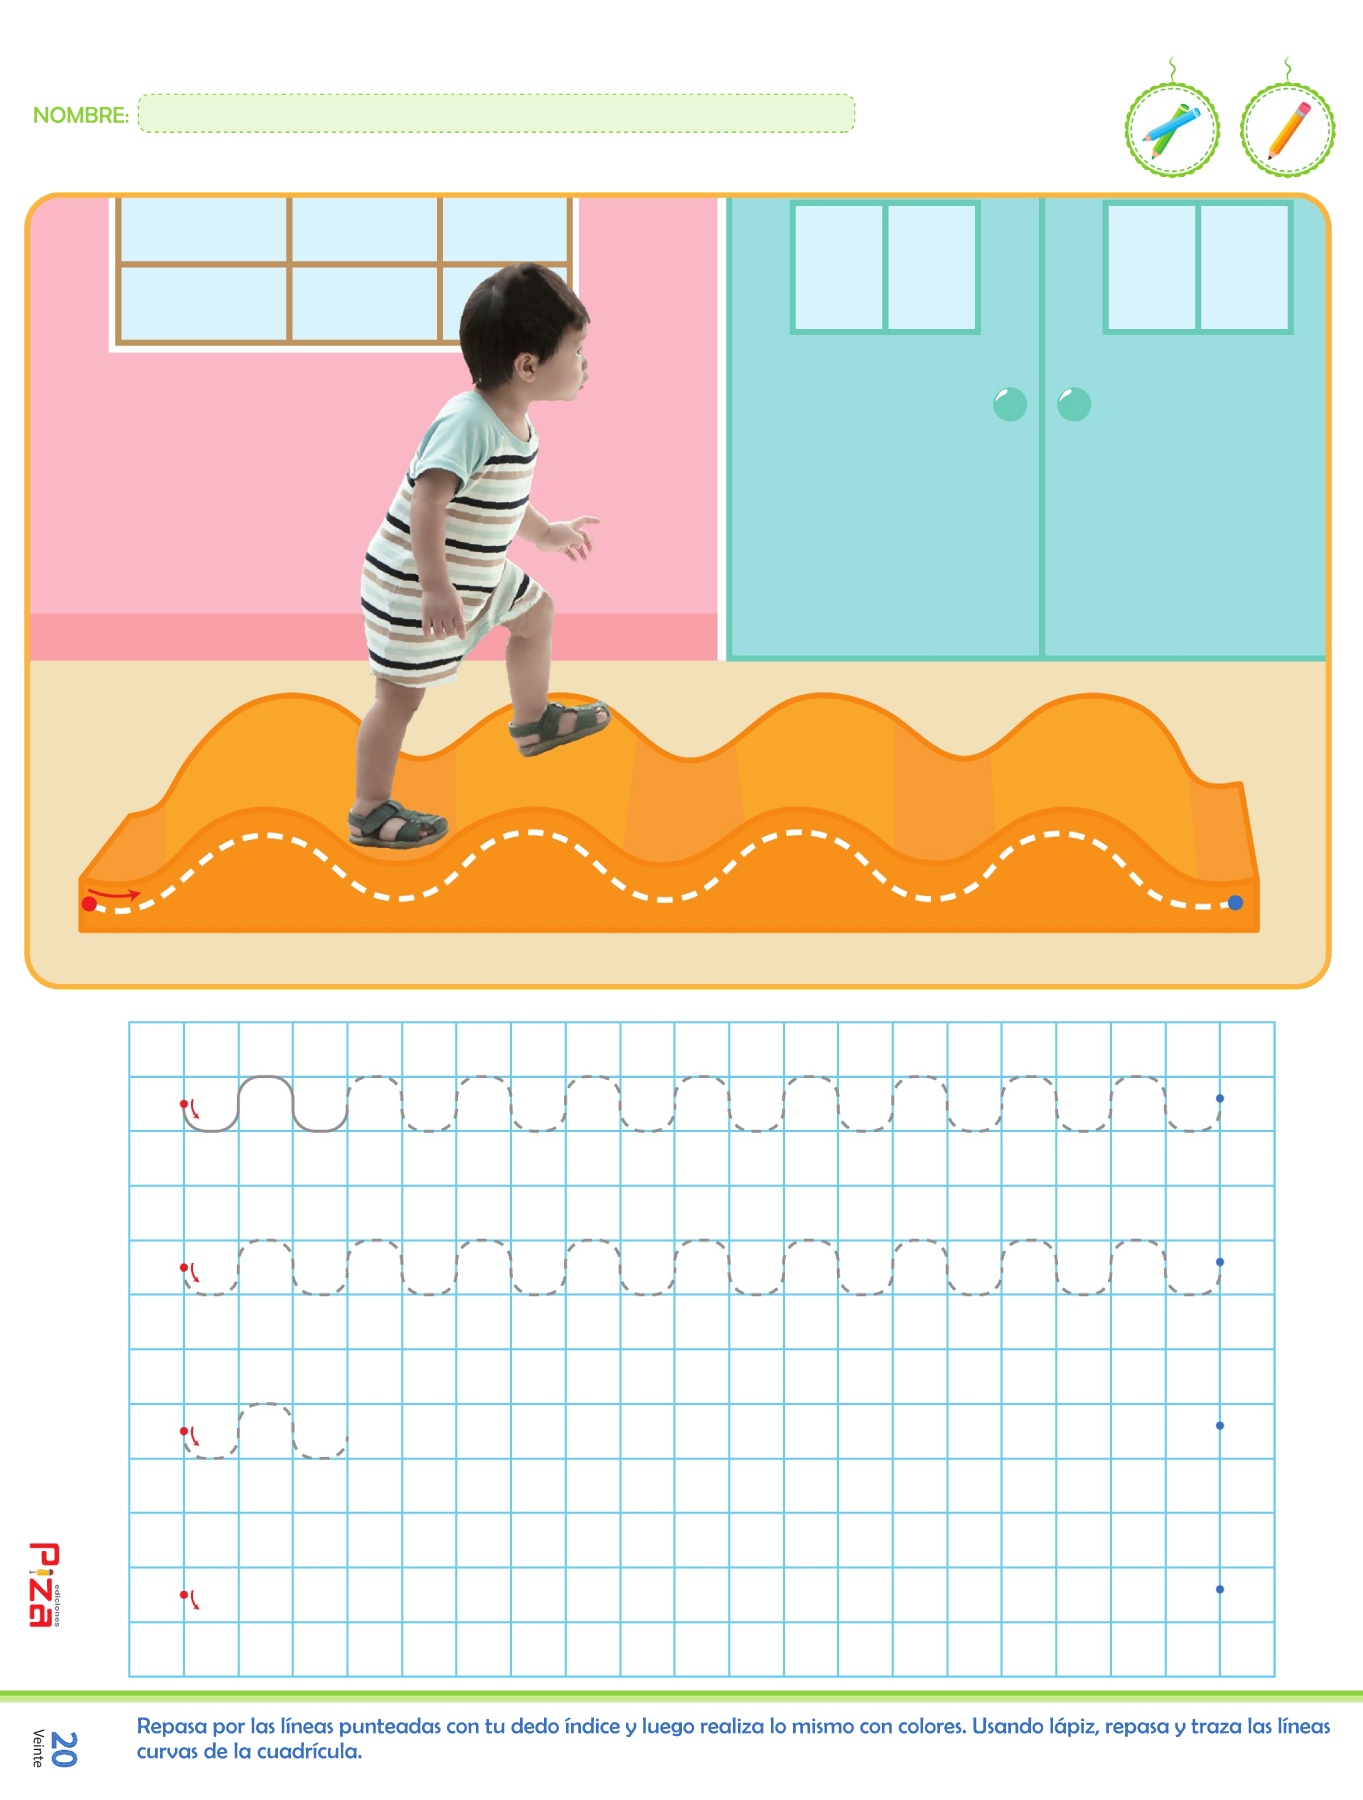 NOMBRE:
Piza
ediciones
20
Veinte
Repasa por las líneas punteadas con tu dedo índice y luego realiza lo mismo con colores. Usando lápiz, repasa y traza las líneas
curvas de la cuadrícula.